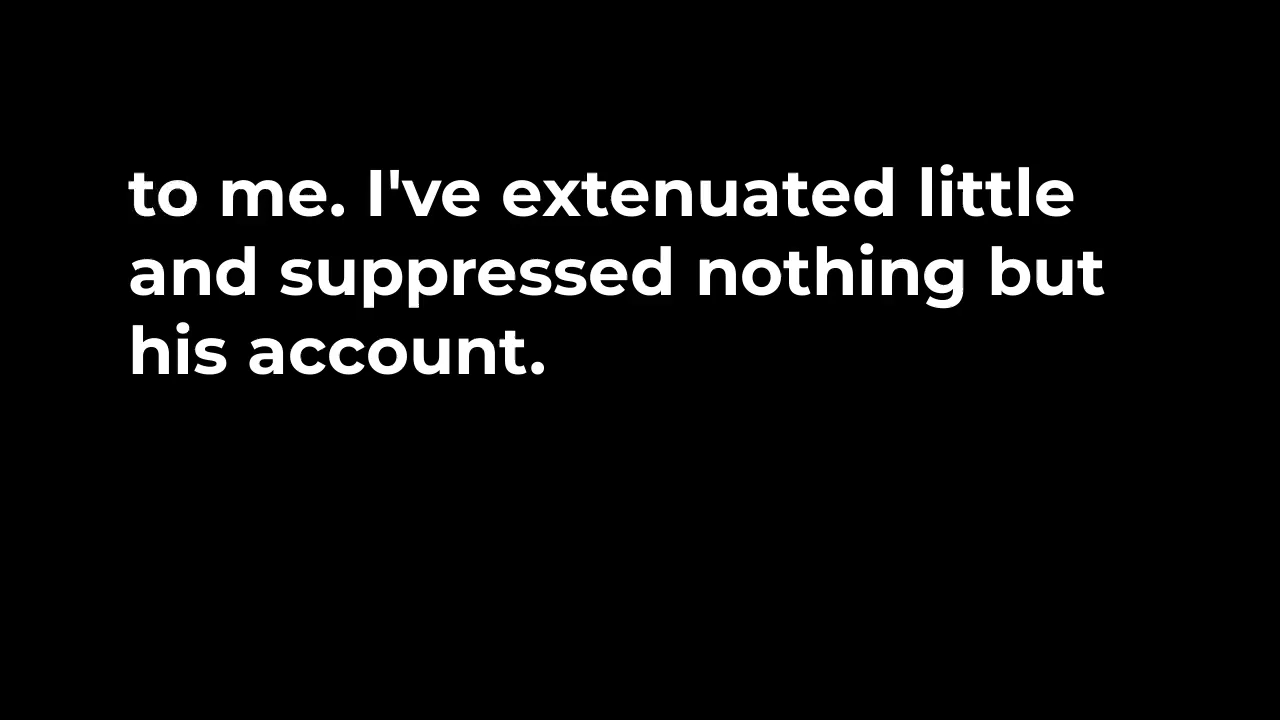 to me. I've extenuated little
and suppressed nothing but
his account.